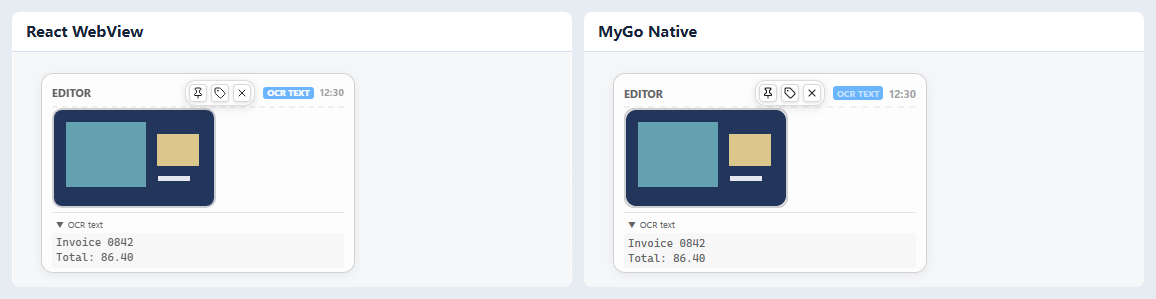 React WebView
EDITOR OCR TEXT 12:30
▼ OCR text
Invoice 0842
Total: 86.40
MyGo Native
EDITOR OCR TEXT 12:30
▼ OCR text
Invoice 0842
Total: 86.40